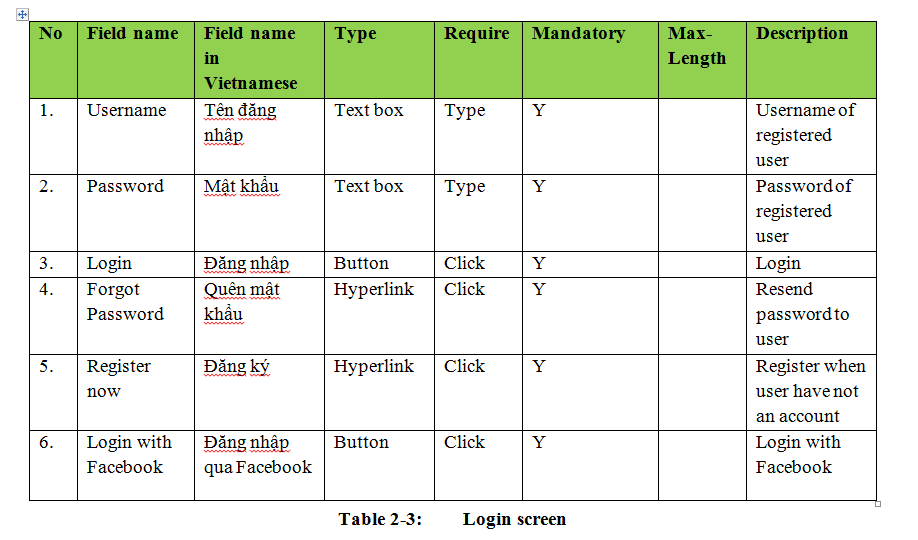 No Field name Field name in Vietnamese Type Require Mandatory Max-Length Description
1. Username Tên đăng nhập Text box Type Y Username of registered user
2. Password Mật khẩu Text box Type Y Password of registered user
3. Login Đăng nhập Button Click Y Login
4. Forgot Password Quên mật khẩu Hyperlink Click Y Resend password to user
5. Register now Đăng ký Hyperlink Click Y Register when user have not an account
6. Login with Facebook Đăng nhập qua Facebook Button Click Y Login with Facebook
Table 2-3: Login screen